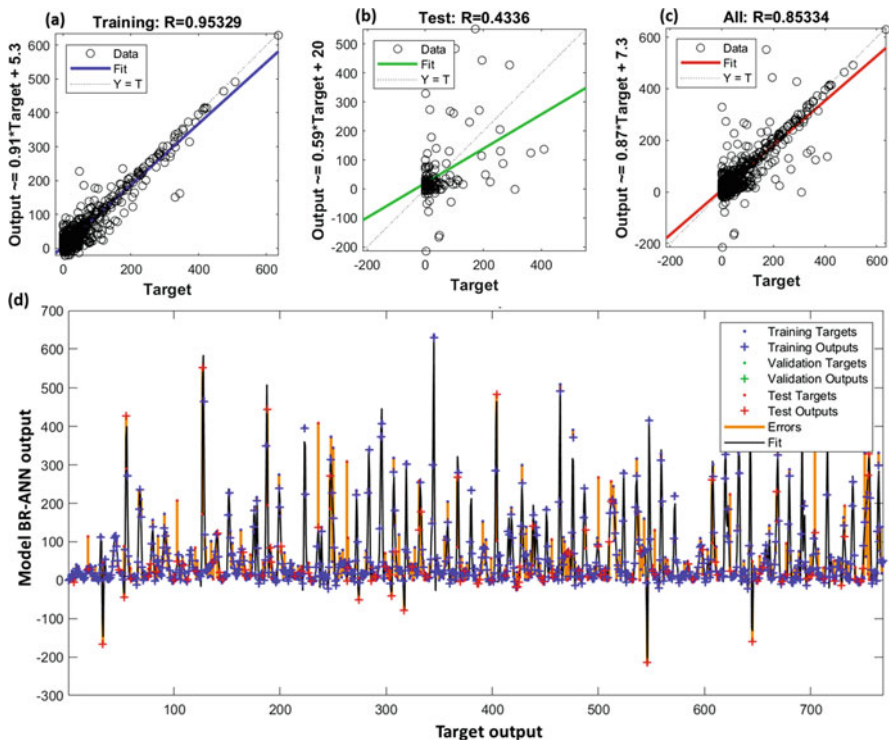 (a)
Training: R=0.95329
Output ~= 0.91*Target + 5.3
600
500
400
300
200
100
0
Data
Fit
Y = T
0
200
400
600
Target
(b)
Test: R=0.4336
Output ~= 0.59*Target + 20
500
400
300
200
100
-20
-100
-200
Data
Fit
Y = T
-200
0
200
400
Target
(c)
All: R=0.85334
Output ~= 0.87*Target + 7.3
600
400
200
0
-200
Data
Fit
Y = T
-200
0
200
400
600
Target
(d)
Model BR-ANN output
700
600
500
400
300
200
100
0
-100
-200
-300
Training Targets
Training Outputs
Validation Targets
Validation Outputs
Test Targets
Test Outputs
Errors
Fit
100
200
300
400
500
600
700
Target output